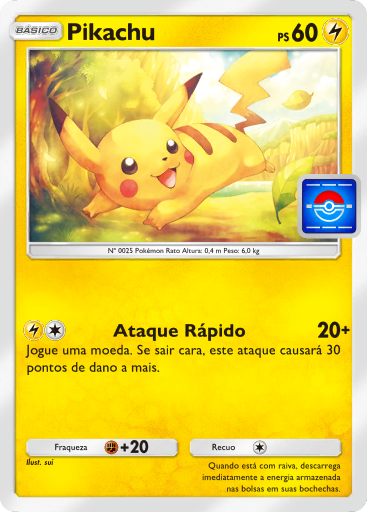 BÁSICO Pikachu PS 60
Nº 0025 Pokémon Rato Altura: 0,4 m Peso: 6,0 kg
Ataque Rápido 20+
Jogue uma moeda. Se sair cara, este ataque causará 30
pontos de dano a mais.
Fraqueza +20 Recuo
Ilust. sui
Quando está com raiva, descarrega
imediatamente a energia armazenada
nas bolsas em suas bochechas.